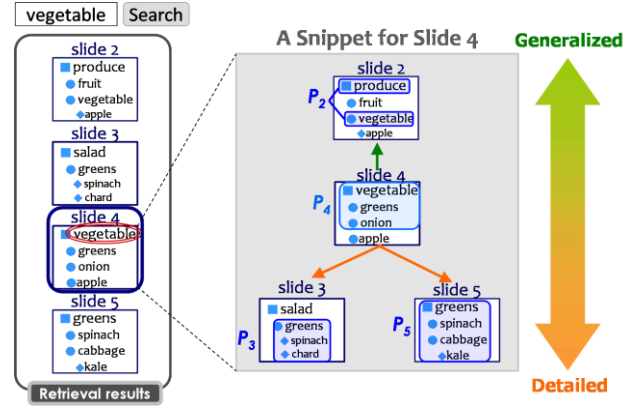 vegetable Search
slide 2
produce
fruit
vegetable
apple
slide 3
salad
greens
spinach
chard
slide 4
vegetable
greens
onion
apple
slide 5
greens
spinach
cabbage
kale
Retrieval results
A Snippet for Slide 4
slide 2
P2
produce
fruit
vegetable
apple
slide 4
P4
vegetable
greens
onion
apple
slide 3
P3
salad
greens
spinach
chard
slide 5
P5
greens
spinach
cabbage
kale
Generalized
Detailed